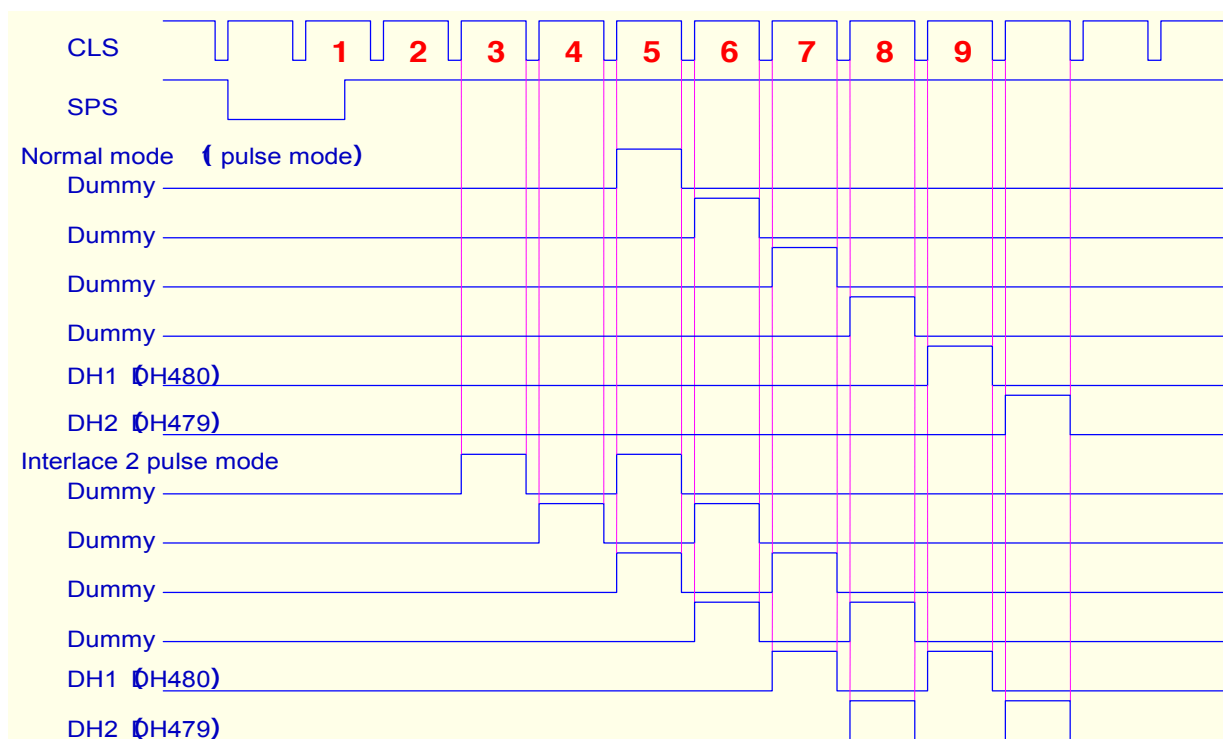 CLS 1 2 3 4 5 6 7 8 9
SPS
Normal mode (1 pulse mode)
Dummy
Dummy
Dummy
Dummy
DH1 (DH480)
DH2 (DH479)
Interlace 2 pulse mode
Dummy
Dummy
Dummy
Dummy
DH1 (DH480)
DH2 (DH479)